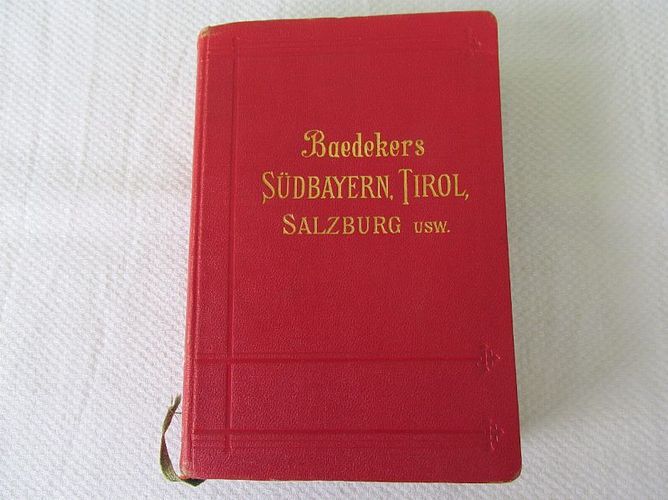 Baedekers
SÜDBAYERN, TIROL,
SALZBURG USW.